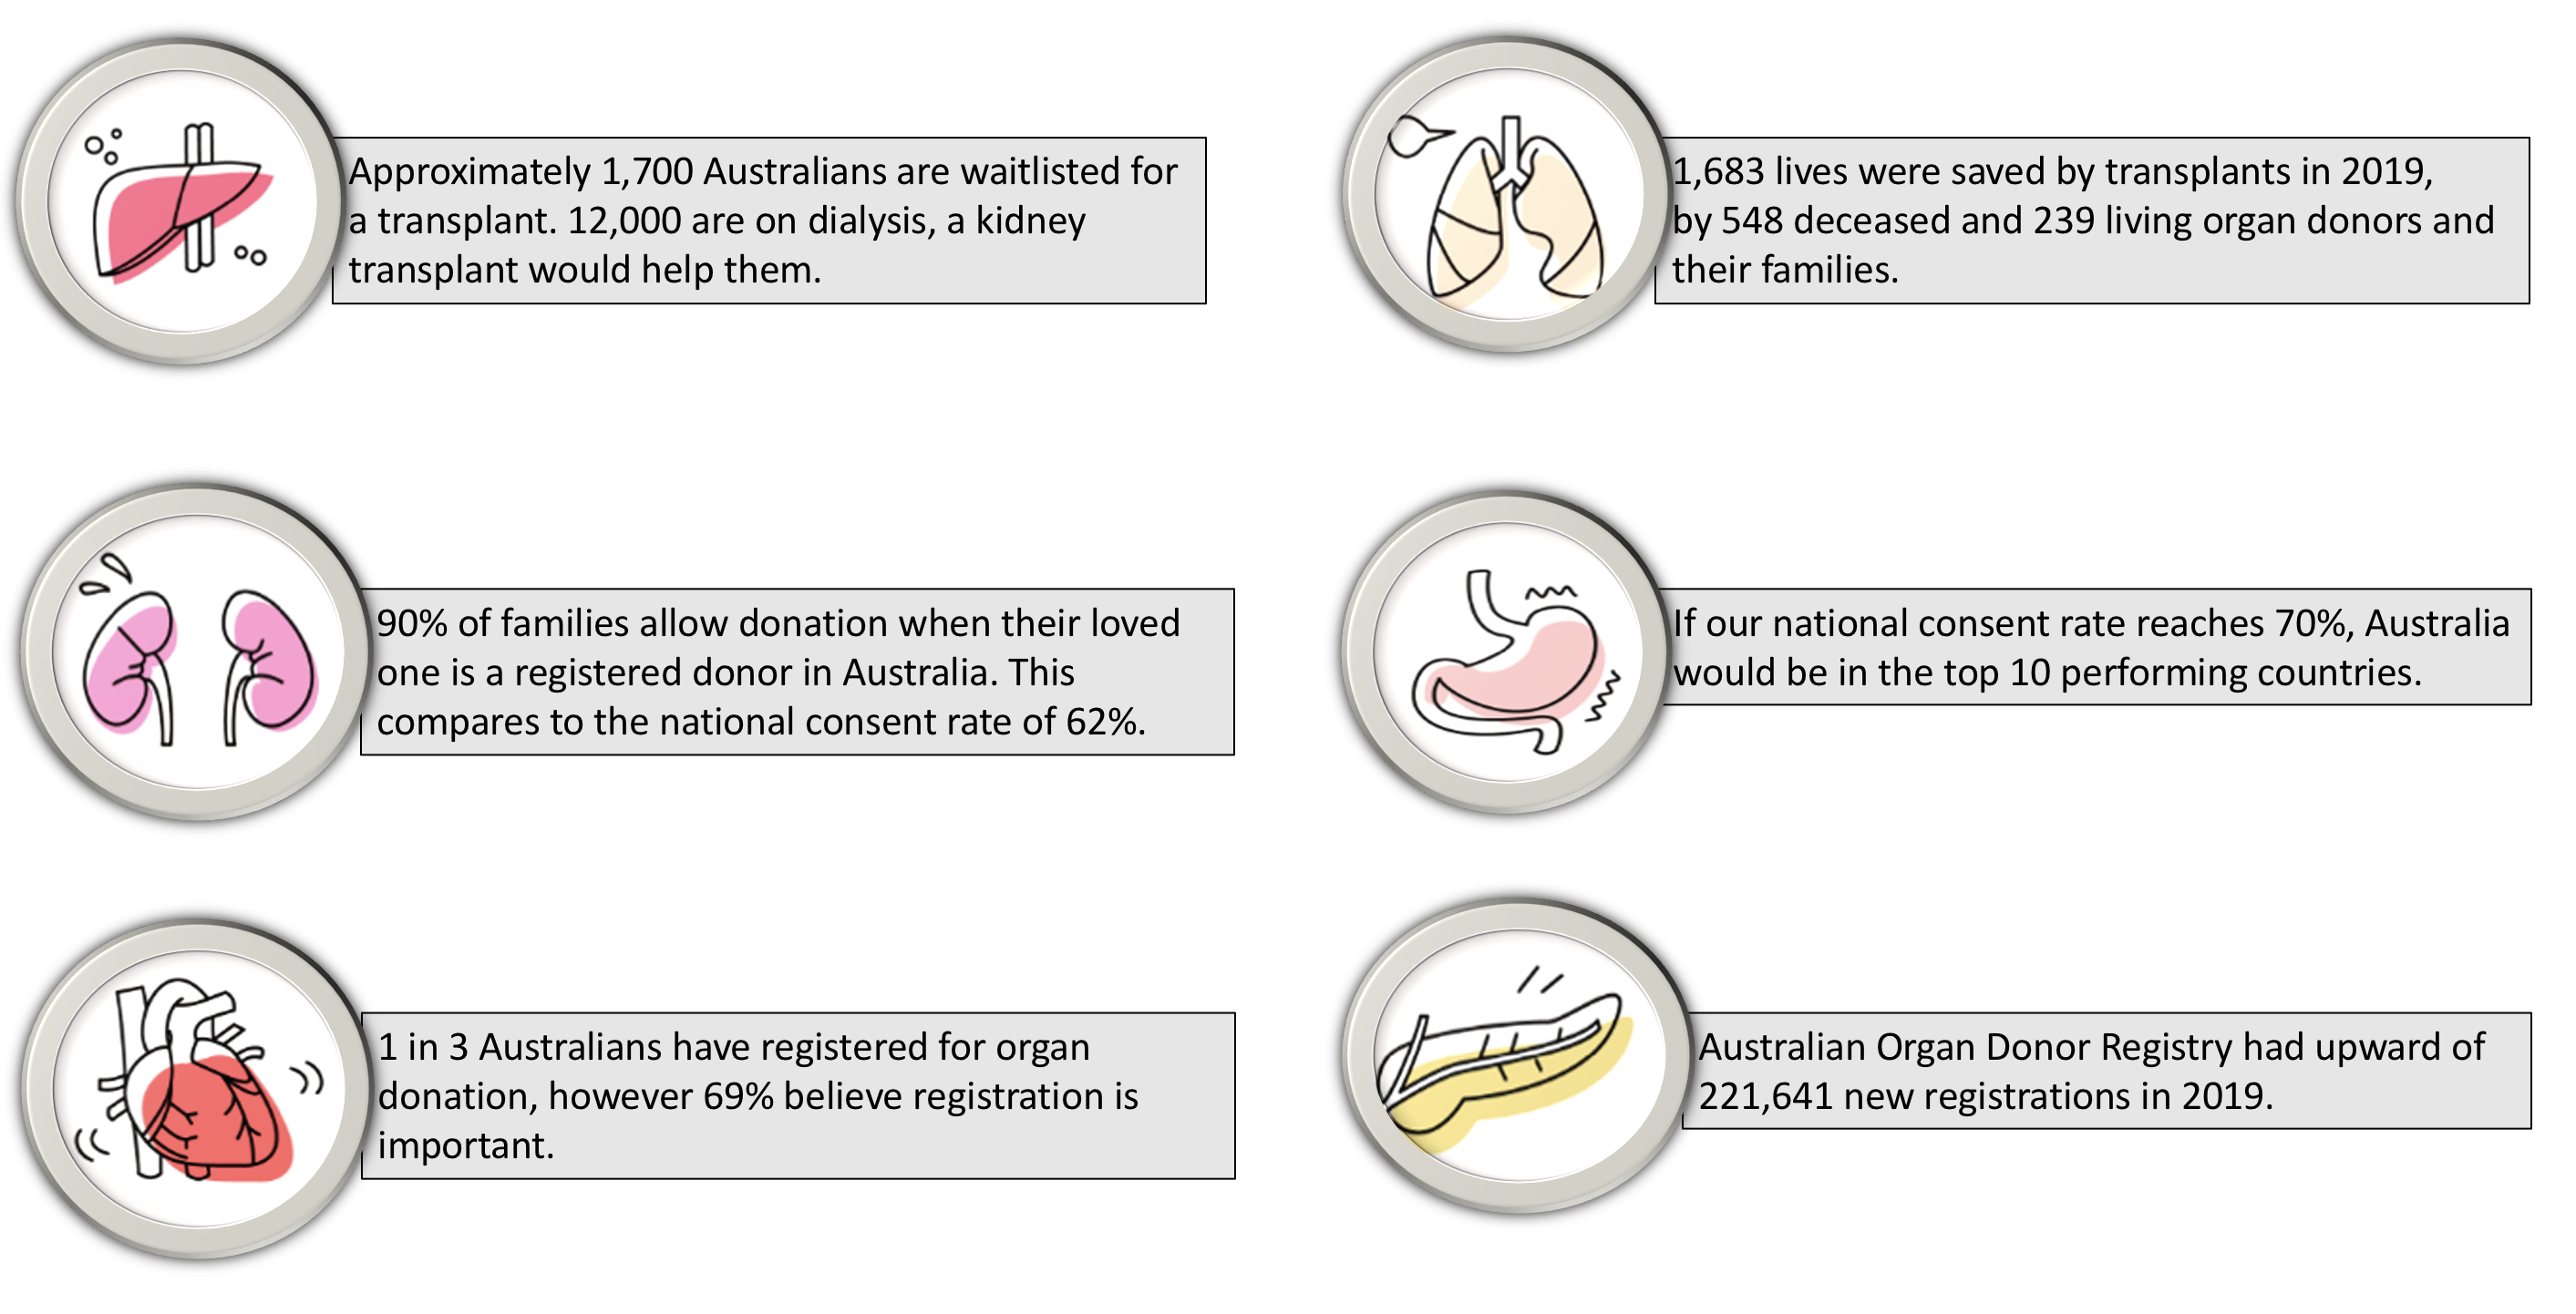 Approximately 1,700 Australians are waitlisted for
a transplant. 12,000 are on dialysis, a kidney
transplant would help them.
1,683 lives were saved by transplants in 2019,
by 548 deceased and 239 living organ donors and
their families.
90% of families allow donation when their loved
one is a registered donor in Australia. This
compares to the national consent rate of 62%.
If our national consent rate reaches 70%, Australia
would be in the top 10 performing countries.
1 in 3 Australians have registered for organ
donation, however 69% believe registration is
important.
Australian Organ Donor Registry had upward of
221,641 new registrations in 2019.